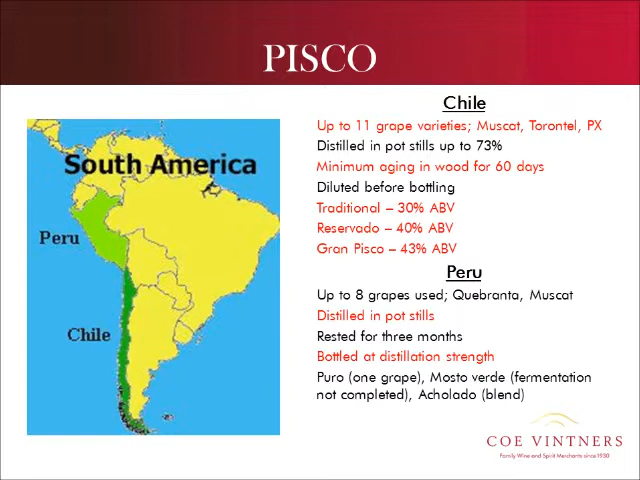 PISCO
South America
Peru
Chile
Chile
Up to 11 grape varieties; Muscat, Torontel, PX
Distilled in pot stills up to 73%
Minimum aging in wood for 60 days
Diluted before bottling
Traditional – 30% ABV
Reservado – 40% ABV
Gran Pisco – 43% ABV
Peru
Up to 8 grapes used; Quebranta, Muscat
Distilled in pot stills
Rested for three months
Bottled at distillation strength
Puro (one grape), Mosto verde (fermentation
not completed), Acholado (blend)
COE VINTNERS
Family Wine and Spirit Merchants since 1930